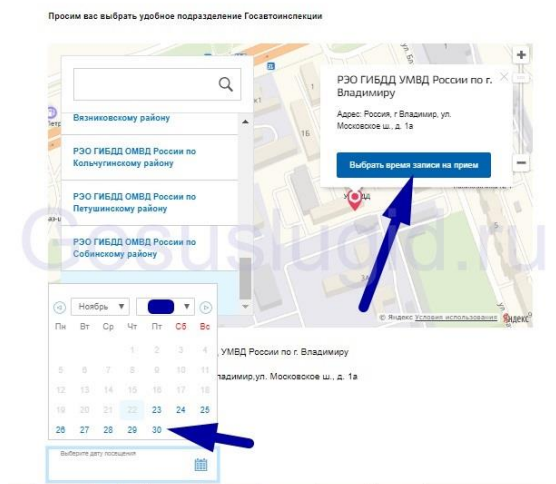 Просим вас выбрать удобное подразделение Госавтоинспекции
РЭО ГИБДД УМВД России по г.
Владимиру
Адрес: Россия, г Владимир, ул.
Московское ш., д. 1а
Выбрать время записи на прием
Вязниковскому району
РЭО ГИБДД ОМВД России по
Кольчугинскому району
РЭО ГИБДД ОМВД России по
Петушинскому району
РЭО ГИБДД ОМВД России по
Собинскому району
1Б
3А
Gosuslugid.ru
© Яндекс Условия использования Яндекс
Ноябрь
Пн Вт Ср Чт Пт Сб Вс
1 2 3 4
5 6 7 8 9 10 11
12 13 14 15 16 17 18
19 20 21 22 23 24 25
26 27 28 29 30
УМВД России по г. Владимиру
ладимир,ул. Московское ш., д. 1а
Выберите дату посещения